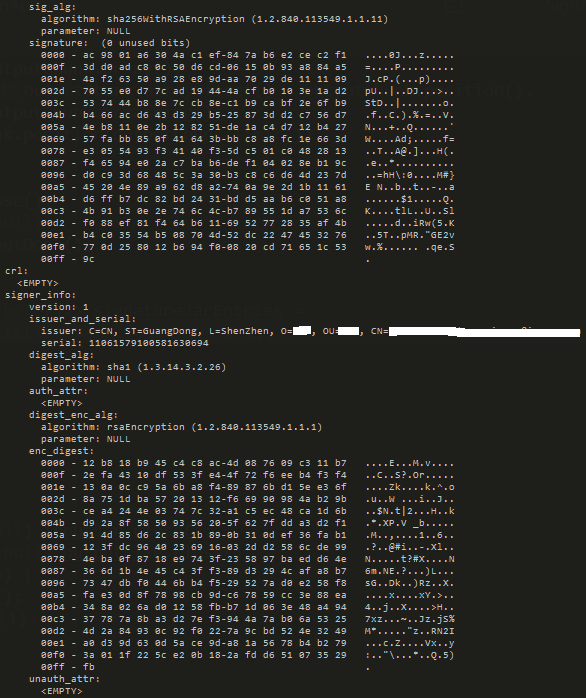 sig_alg:
algorithm: sha256WithRSAEncryption (1.2.840.113549.1.1.11)
parameter: NULL
signature:  (0 unused bits)
0000 - ac 98 01 a6 30 4a c1 ef-84 7a b6 e2 ce c2 f1   ....0J...z.....
000f - 3d d0 ad c8 0c 50 d6 cd-06 15 0b 93 a8 84 a5   =....P.........
001e - 4a f2 63 50 a9 28 e8 9d-aa 70 29 de 11 11 09   J.cP.(...p)....
002d - 70 55 e0 d7 7c ad 19 44-4a cf b0 10 3e 1a d2   pU..|..DJ...>..
003c - 53 74 44 b8 8e 7c cb 8e-c1 b9 ca bf 2e 6f b9   StD..|.......o.
004b - b4 66 ac d6 43 d3 29 b5-25 87 3d d2 c7 56 d7   .f..C.).%.=..V.
005a - 4e b8 11 0e 2b 12 82 51-de 1a c4 d7 12 b4 27   N...+..Q......'
0069 - 57 fa bb 85 0f 41 64 3b-bb c8 a8 fc 1e 66 3d   W....Ad;.....f=
0078 - e3 05 54 93 f3 41 40 f3-5d c5 01 c0 48 28 13   ..T..A@.]...H(.
0087 - f4 65 94 e0 2a c7 ba b6-de f1 04 02 8e b1 9c   .e..*..........
0096 - d0 c9 3d 68 48 5c 3a 30-b3 c8 c6 d6 4d 23 7d   ..=hH\:0....M#}
00a5 - 45 20 4e 89 a9 62 d8 a2-74 0a 9e 2d 1b 11 61   E N..b..t..-..a
00b4 - d6 ff b7 dc 82 bd 24 31-bd d5 aa b6 c0 51 a8   ......$1.....Q.
00c3 - 4b 91 b3 0e 2e 74 6c 4c-b7 89 55 1d a7 53 6c   K....tlL..U..Sl
00d2 - f0 88 ef 81 f4 64 b6 11-69 52 77 28 35 af 4b   .....d..iRw(5.K
00e1 - b4 c0 35 54 b5 08 70 4d-52 dc 22 47 45 32 76   ..5T..pMR."GE2v
00f0 - 77 0d 25 80 12 b6 94 f0-08 20 cd 71 65 1c 53   w.%...... .qe.S
00ff - 9c   .
crl:
<EMPTY>
signer_info:
version: 1
issuer_and_serial:
issuer: C=CN, ST=GuangDong, L=ShenZhen, O= , OU= , CN=
serial: 11061579100581630694
digest_alg:
algorithm: sha1 (1.3.14.3.2.26)
parameter: NULL
auth_attr:
<EMPTY>
digest_enc_alg:
algorithm: rsaEncryption (1.2.840.113549.1.1.1)
parameter: NULL
enc_digest:
0000 - 12 b8 18 b9 45 c4 c8 ac-4d 08 76 09 c3 11 b7   ....E...M.v....
000f - 2e fa 43 10 df 53 3f e4-4f 72 f6 ee b4 f3 f4   ..C..S?.Or.....
001e - 13 0a 0c c9 5a 6b a8 f4-89 87 6b d1 5e e3 6f   ....Zk....k.^.o
002d - 8a 75 1d ba 57 20 13 12-f6 69 90 98 4a b2 9b   .u..W ...i..J..
003c - ce a4 24 4e 03 74 7c 32-a1 c5 ec 48 ca 1d 6b   ..$N.t|2...H..k
004b - d9 2a 8f 58 50 93 56 20-5f 62 7f dd a3 d2 f1   .*.XP.V _b.....
005a - 91 4d 85 d6 2c 83 1b 89-0b 31 0d ef 36 fa b1   .M..,....1..6..
0069 - 12 3f dc 96 40 23 69 16-03 2d d2 58 6c de 99   .?..@#i..-.Xl..
0078 - 4e ba 0f 87 18 e9 74 3f-23 58 97 ba ed d6 4e   N.....t?#X....N
0087 - 36 6d 1b 4e 45 c4 3f f3-89 d3 29 4c af a8 b7   6m.NE.?...)L...
0096 - 73 47 db f0 44 6b b4 f5-29 52 7a d0 e2 58 f8   sG..Dk..)Rz..X.
00a5 - fa e3 0d 8f 78 98 cb 9d-c6 78 59 cc 3e 88 ea   ....x....xY.>..
00b4 - 34 8a 02 6a d0 12 58 fb-b7 1d 06 3e 48 a4 94   4..j..X....>H..
00c3 - 37 78 7a 8b a3 d2 7e f3-94 4a 7a b0 6a 53 25   7xz...~..Jz.jS%
00d2 - 4d 2a 84 93 0c 92 f0 22-7a 9c bd 52 4e 32 49   M*....."z..RN2I
00e1 - a0 d3 9d 63 0d 5a ce 9d-a8 1a 56 78 b4 b2 79   ...c.Z....Vx..y
00f0 - 3a 01 1f 22 5c e2 0b 18-2a fd d6 51 07 35 29   :.."\...*..Q.5)
00ff - fb   .
unauth_attr:
<EMPTY>